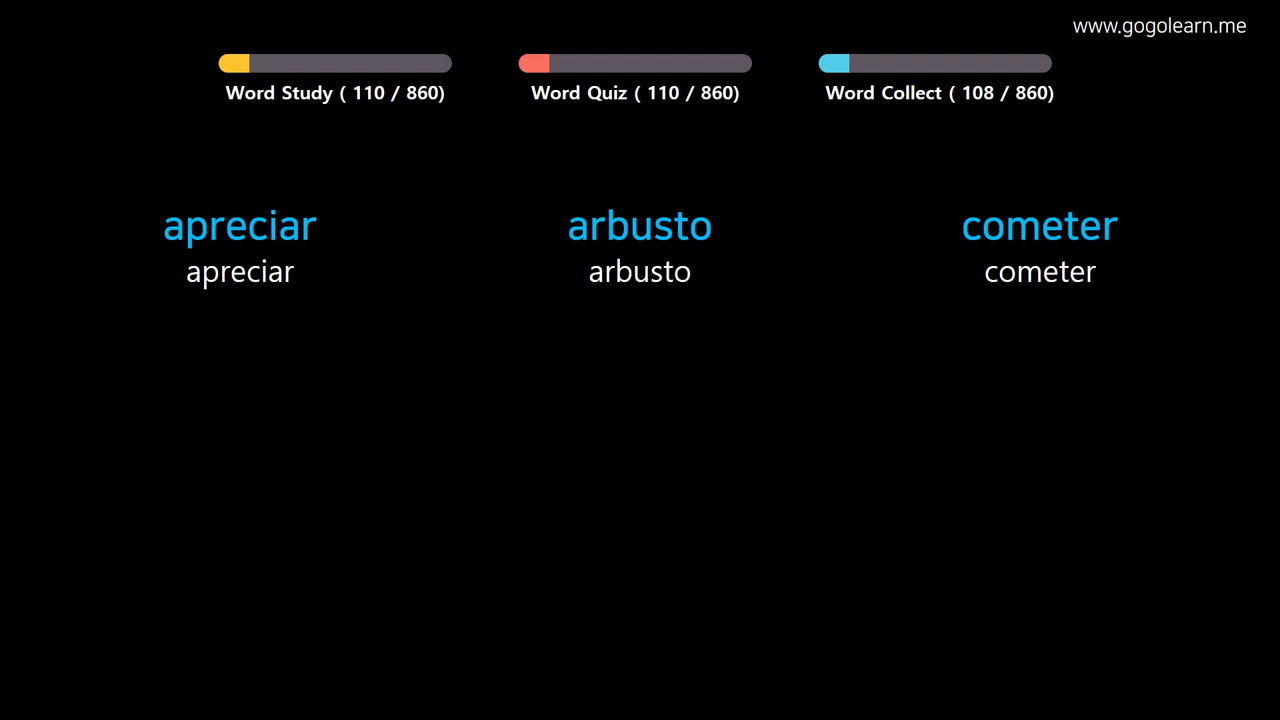 www.gogolearn.me
Word Study ( 110 / 860)
Word Quiz ( 110 / 860)
Word Collect ( 108 / 860)
apreciar
arbusto
cometer
apreciar
arbusto
cometer